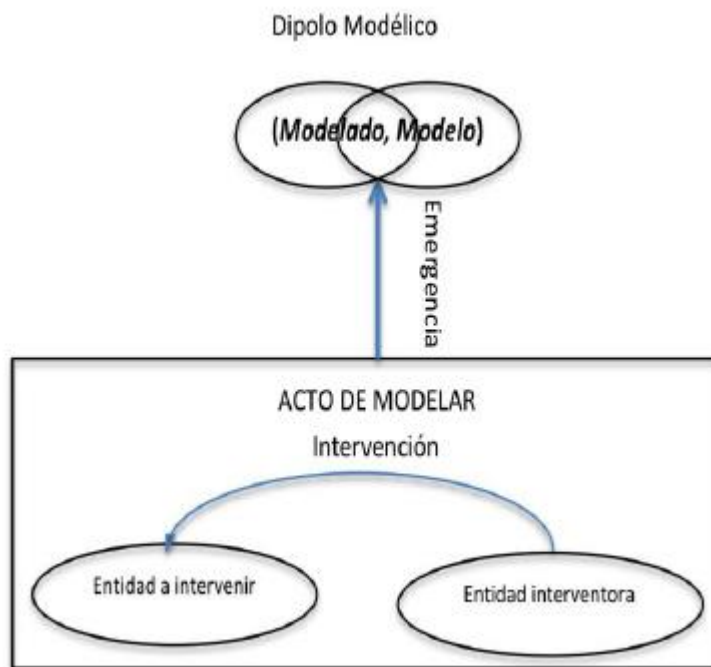 Dipolo Modélico
(Modelado, Modelo)
Emergencia
ACTO DE MODELAR
Intervención
Entidad a intervenir
Entidad interventora